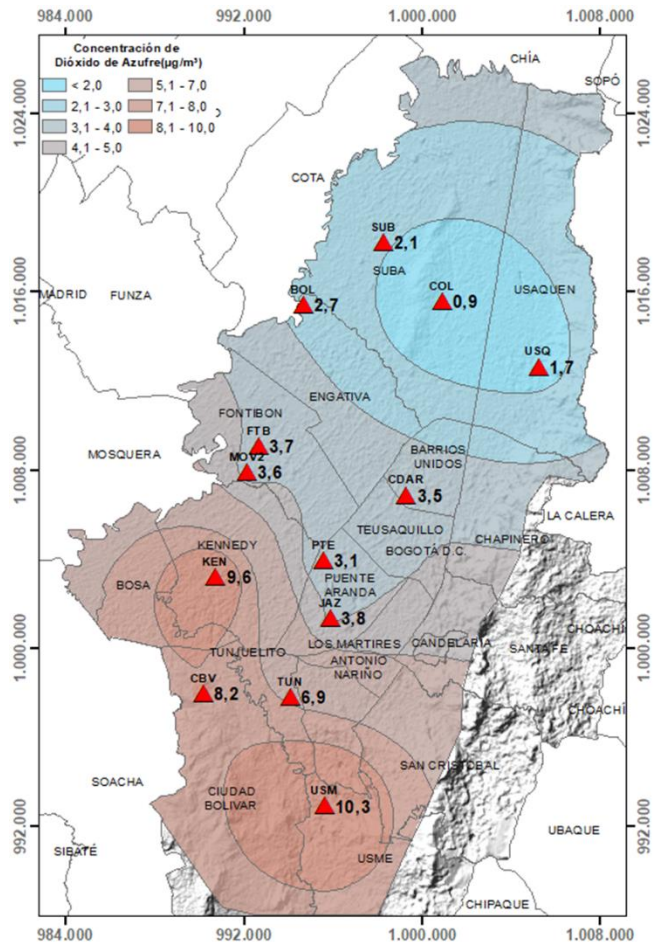 984.000 992.000 1.000.000 1.008.000
Concentración de
Dióxido de Azufre(µg/m³)
< 2,0 5,1 - 7,0
2,1 - 3,0 7,1 - 8,0
3,1 - 4,0 8,1 - 10,0
4,1 - 5,0
CHÍA
SOPÓ
1.024.000 1.024.000
COTA
SUB
2,1
SUBA
COL
0,9
USAQUEN
BOL
2,7
1.016.000 1.016.000
MADRID FUNZA
USQ
1,7
ENGATIVA
FONTIBON
FTB
3,7
MOSQUERA
MOV2
3,6
BARRIOS
UNIDOS
1.008.000 1.008.000
CDAR
3,5
LA CALERA
TEUSAQUILLO
CHAPINERO
BOGOTÁ D.C.
KENNEDY
KEN
9,6
PTE
3,1
BOSA
PUENTE
ARANDA
JAZ
3,8
CHOACHÍ
1.000.000 1.000.000
LOS MARTIRES CANDELARIA
SANTA FE
TUNJUELITO
ANTONIO
NARIÑO
CBV
8,2
TUN
6,9
CHOACHÍ
SAN CRISTOBAL
SOACHA
CIUDAD
BOLIVAR
USM
10,3
992.000 992.000
UBAQUE
SIBATÉ
USME
CHIPAQUE
984.000 992.000 1.000.000 1.008.000